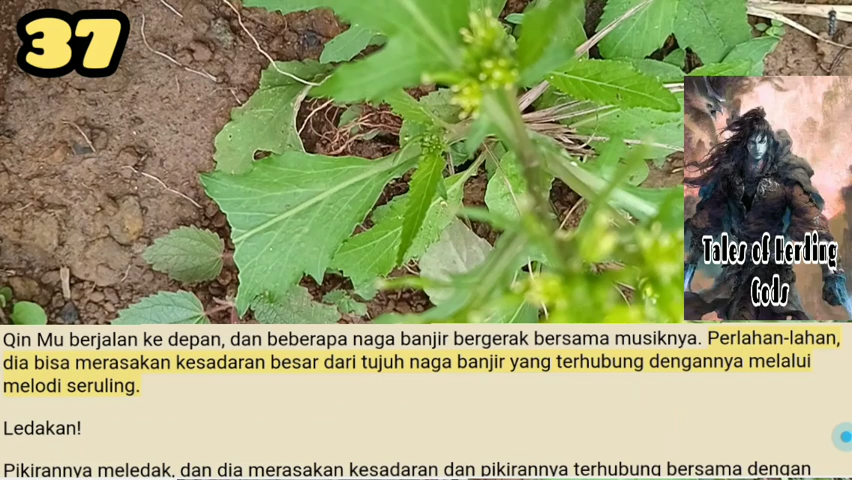 37
Tales of Herding
Gods
Qin Mu berjalan ke depan, dan beberapa naga banjir bergerak bersama musiknya. Perlahan-lahan,
dia bisa merasakan kesadaran besar dari tujuh naga banjir yang terhubung dengannya melalui
melodi seruling.
Ledakan!
Pikirannya meledak, dan dia merasakan kesadaran dan pikirannya terhubung bersama dengan